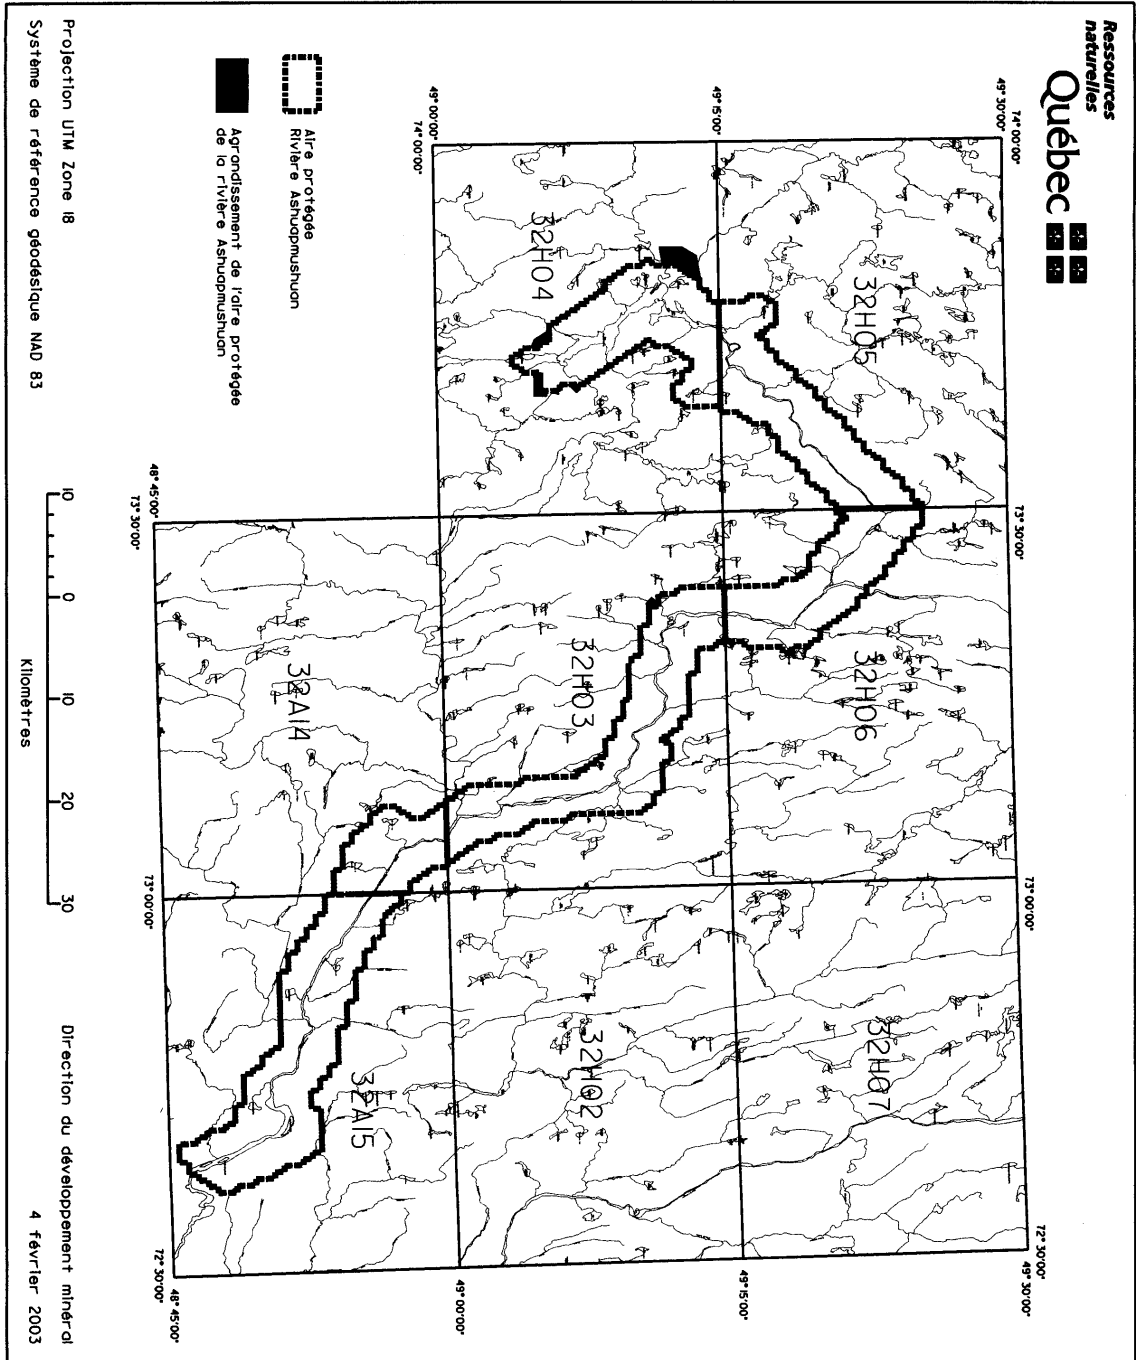 Ressources
naturelles
Québec
74° 00'00"
49° 30'00"
73° 30'00"
73° 00'00"
72° 30'00"
49° 30'00"
32H05
32H06
32H07
49° 15'00"
49° 15'00"
32H04
32H03
32H02
49° 00'00"
74° 00'00"
49° 00'00"
32A14
32A15
48° 45'00"
73° 30'00"
73° 00'00"
72° 30'00"
48° 45'00"
Aire protégée
Rivière Ashuapmushuan
Agrandissement de l'aire protégée
de la rivière Ashuapmushuan
10 0 10 20 30
Kilomètres
Projection UTM Zone 18
Système de référence géodésique NAD 83
Direction du développement minéral
4 février 2003